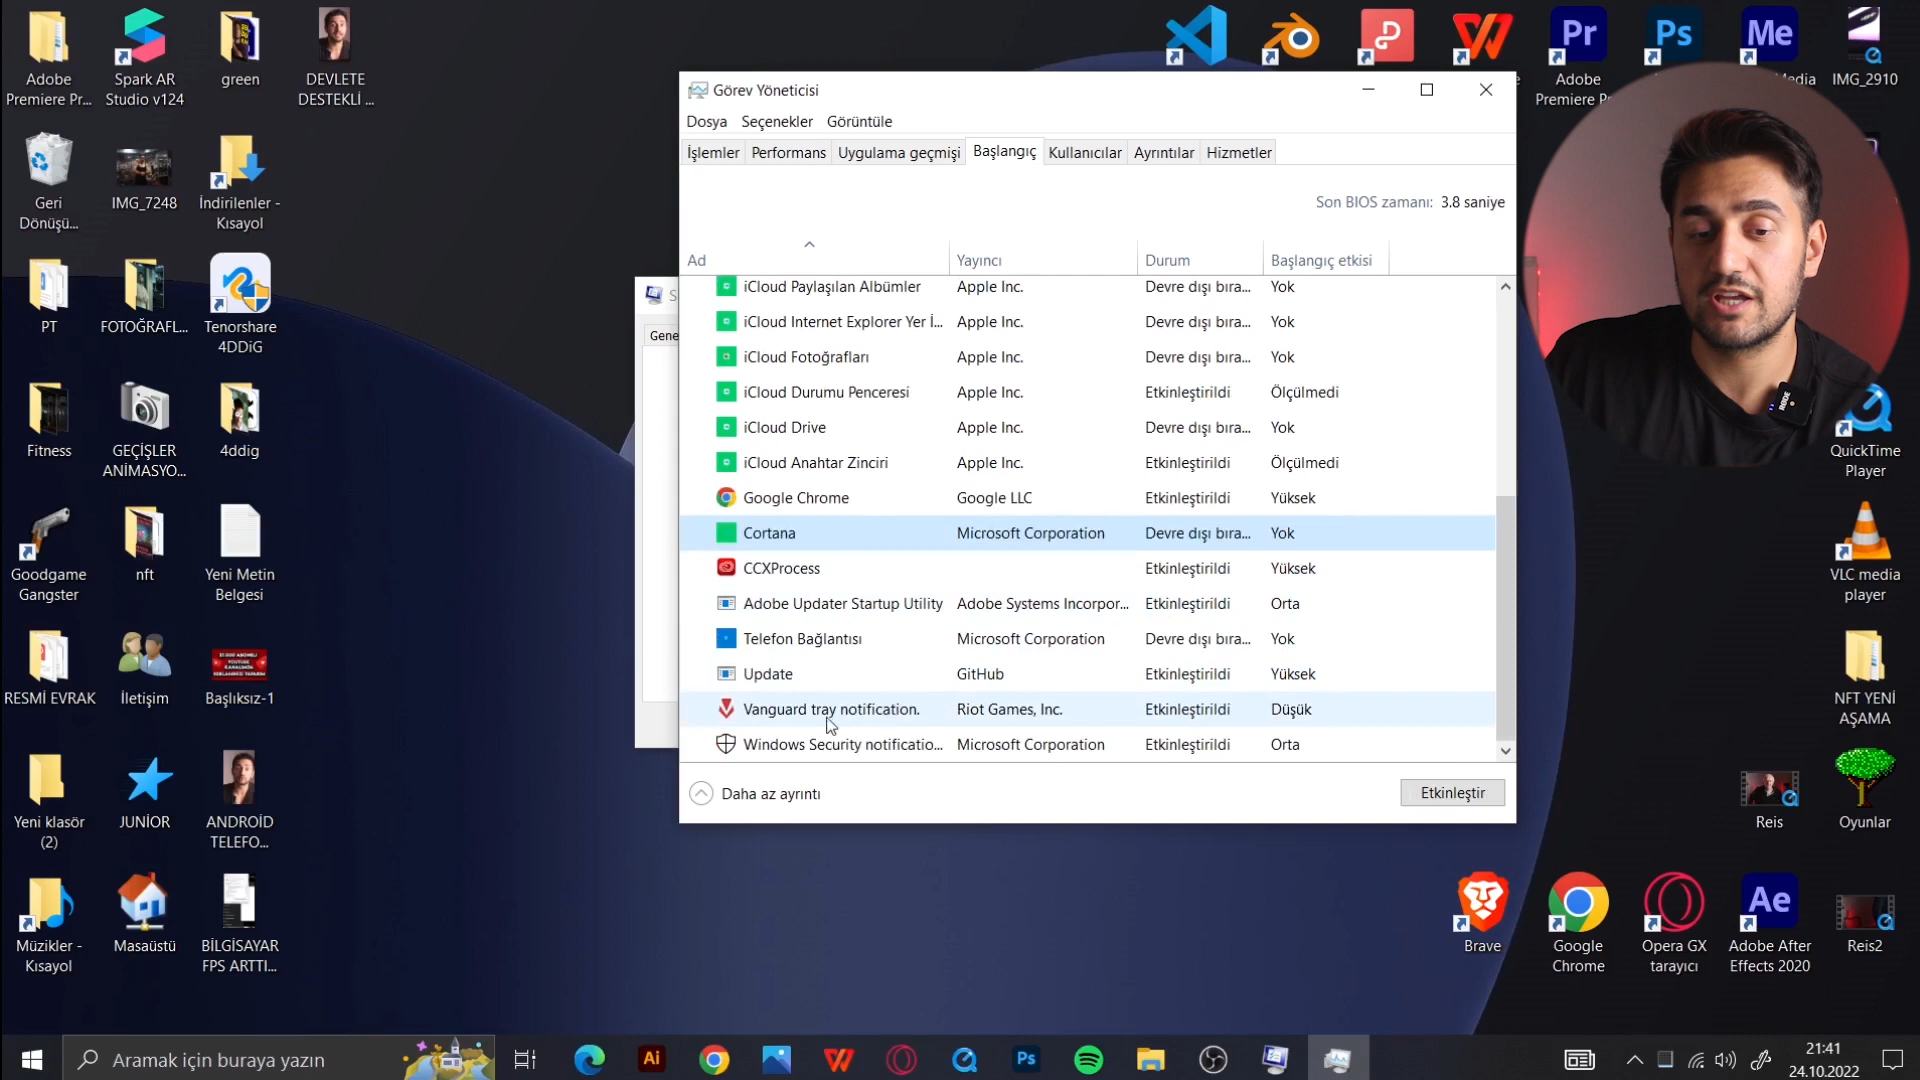 Adobe
Premiere Pr...
Spark AR
Studio v124
green
DEVLETE
DESTEKLİ ...
Geri
Dönüşü...
IMG_7248
İndirilenler -
Kısayol
PT
FOTOĞRAFL...
Tenorshare
4DDiG
Fitness
GEÇİŞLER
ANİMASYO...
4ddig
Goodgame
Gangster
nft
Yeni Metin
Belgesi
RESMİ EVRAK
İletişim
Başlıksız-1
Yeni klasör
(2)
JUNİOR
ANDROİD
TELEFO...
Müzikler -
Kısayol
Masaüstü
BİLGİSAYAR
FPS ARTTI...
Pr
Ps
Me
Adobe
Premiere Pr
edia
IMG_2910
Görev Yöneticisi
Dosya Seçenekler Görüntüle
İşlemler Performans Uygulama geçmişi Başlangıç Kullanıcılar Ayrıntılar Hizmetler
Son BIOS zamanı: 3.8 saniye
Ad Yayıncı Durum Başlangıç etkisi
iCloud Paylaşılan Albümler Apple Inc. Devre dışı bıra... Yok
iCloud Internet Explorer Yer İ... Apple Inc. Devre dışı bıra... Yok
iCloud Fotoğrafları Apple Inc. Devre dışı bıra... Yok
iCloud Durumu Penceresi Apple Inc. Etkinleştirildi Ölçülmedi
iCloud Drive Apple Inc. Devre dışı bıra... Yok
iCloud Anahtar Zinciri Apple Inc. Etkinleştirildi Ölçülmedi
Google Chrome Google LLC Etkinleştirildi Yüksek
Cortana Microsoft Corporation Devre dışı bıra... Yok
CCXProcess Etkinleştirildi Yüksek
Adobe Updater Startup Utility Adobe Systems Incorpor... Etkinleştirildi Orta
Telefon Bağlantısı Microsoft Corporation Devre dışı bıra... Yok
Update GitHub Etkinleştirildi Yüksek
Vanguard tray notification. Riot Games, Inc. Etkinleştirildi Düşük
Windows Security notificatio... Microsoft Corporation Etkinleştirildi Orta
Daha az ayrıntı
Etkinleştir
S
Gene
RØDE
QuickTime
Player
VLC media
player
NFT YENİ
AŞAMA
Reis
Oyunlar
Brave
Google
Chrome
Opera GX
tarayıcı
Ae
Adobe After
Effects 2020
Reis2
Aramak için buraya yazın
Ai
Ps
21:41
24.10.2022